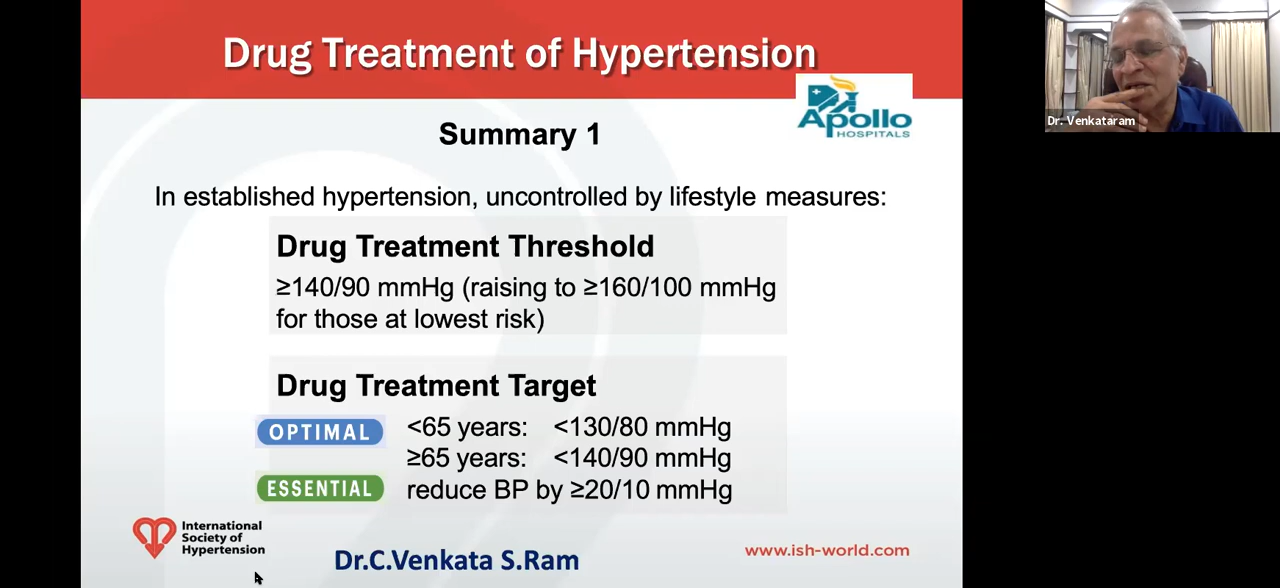 Drug Treatment of Hypertension
Apollo
HOSPITALS
Summary 1
In established hypertension, uncontrolled by lifestyle measures:
Drug Treatment Threshold
≥140/90 mmHg (raising to ≥160/100 mmHg
for those at lowest risk)
Drug Treatment Target
OPTIMAL <65 years: <130/80 mmHg
≥65 years: <140/90 mmHg
ESSENTIAL reduce BP by ≥20/10 mmHg
International
Society of
Hypertension
Dr.C.Venkata S.Ram
www.ish-world.com
Dr. Venkataram